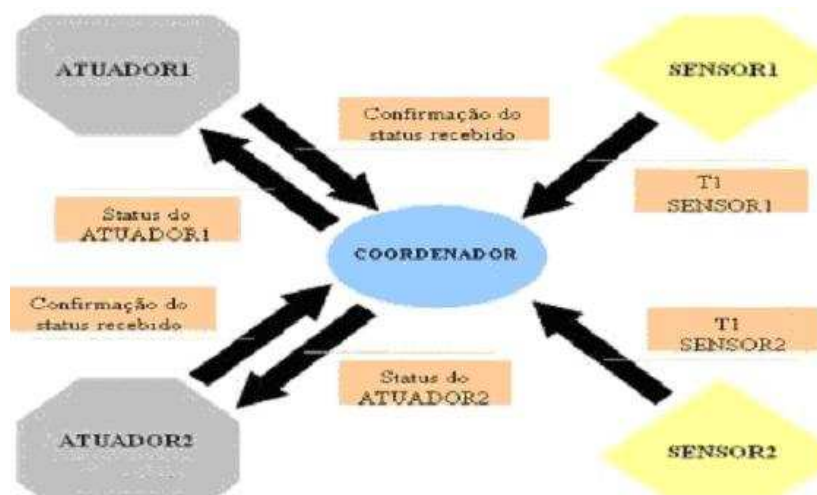 ATUADOR1
SENSOR1
Confirmação do
status recebido
T1
SENSOR1
Status do
ATUADOR1
COORDENADOR
Confirmação do
status recebido
T1
SENSOR2
Status do
ATUADOR2
ATUADOR2
SENSOR2